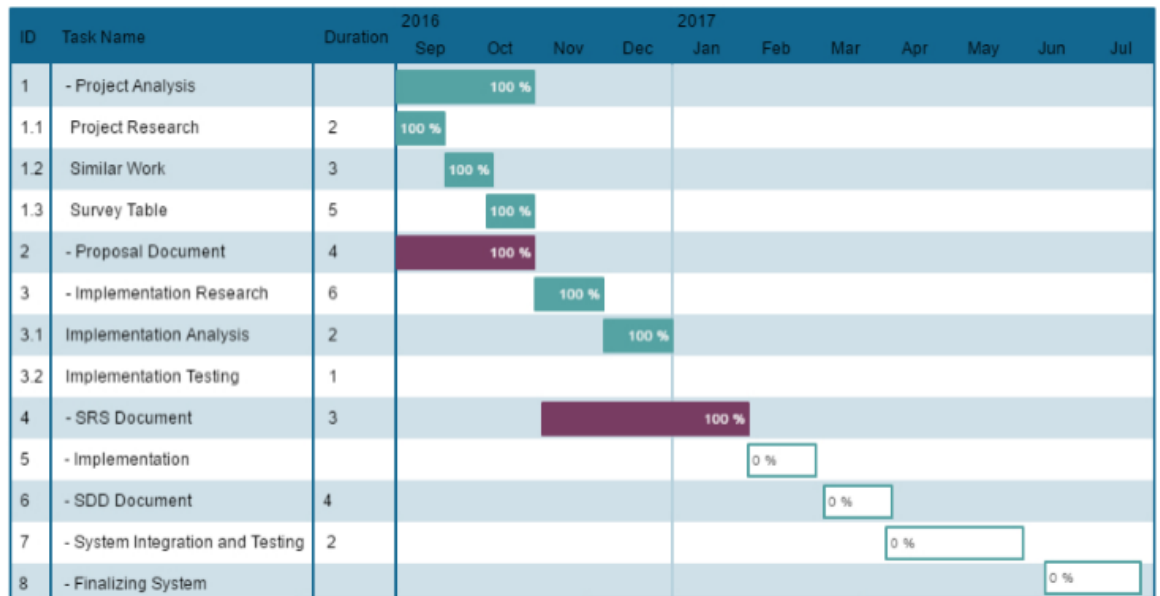 2016 2017
ID Task Name Duration Sep Oct Nov Dec Jan Feb Mar Apr May Jun Jul
1 - Project Analysis 100 %
1.1 Project Research 2 100 %
1.2 Similar Work 3 100 %
1.3 Survey Table 5 100 %
2 - Proposal Document 4 100 %
3 - Implementation Research 6 100 %
3.1 Implementation Analysis 2 100 %
3.2 Implementation Testing 1
4 - SRS Document 3 100 %
5 - Implementation 0 %
6 - SDD Document 4 0 %
7 - System Integration and Testing 2 0 %
8 - Finalizing System 0 %